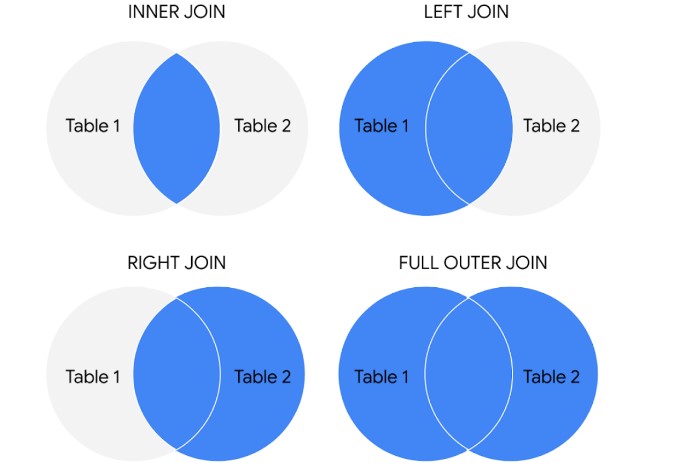 INNER JOIN
LEFT JOIN
Table 1
Table 2
Table 1
Table 2
RIGHT JOIN
FULL OUTER JOIN
Table 1
Table 2
Table 1
Table 2